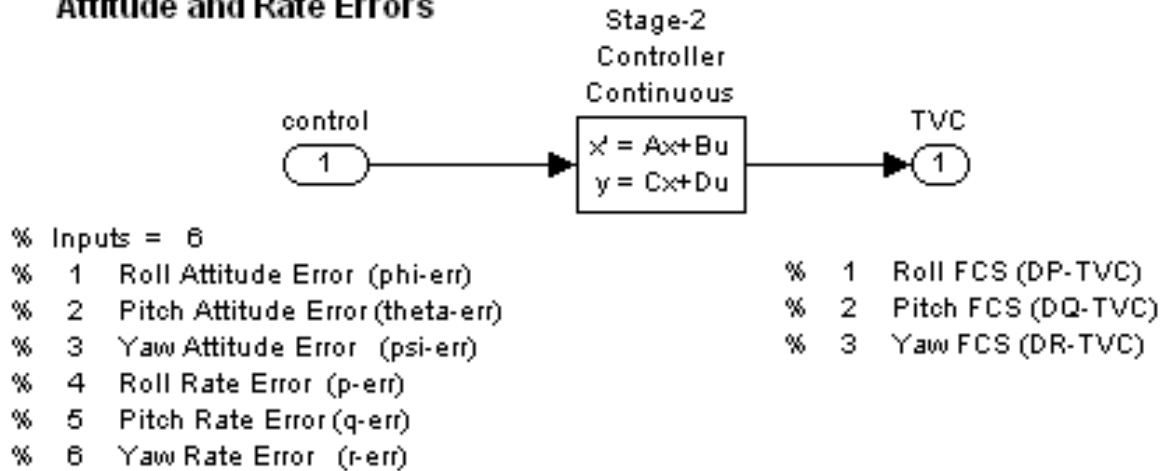 Attitude and Rate Errors
Stage-2
Controller
Continuous
control
1
x' = Ax+Bu
y = Cx+Du
TVC
1
% Inputs = 6
% 1 Roll Attitude Error (phi-err)
% 2 Pitch Attitude Error (theta-err)
% 3 Yaw Attitude Error (psi-err)
% 4 Roll Rate Error (p-err)
% 5 Pitch Rate Error (q-err)
% 6 Yaw Rate Error (r-err)
% 1 Roll FCS (DP-TVC)
% 2 Pitch FCS (DQ-TVC)
% 3 Yaw FCS (DR-TVC)